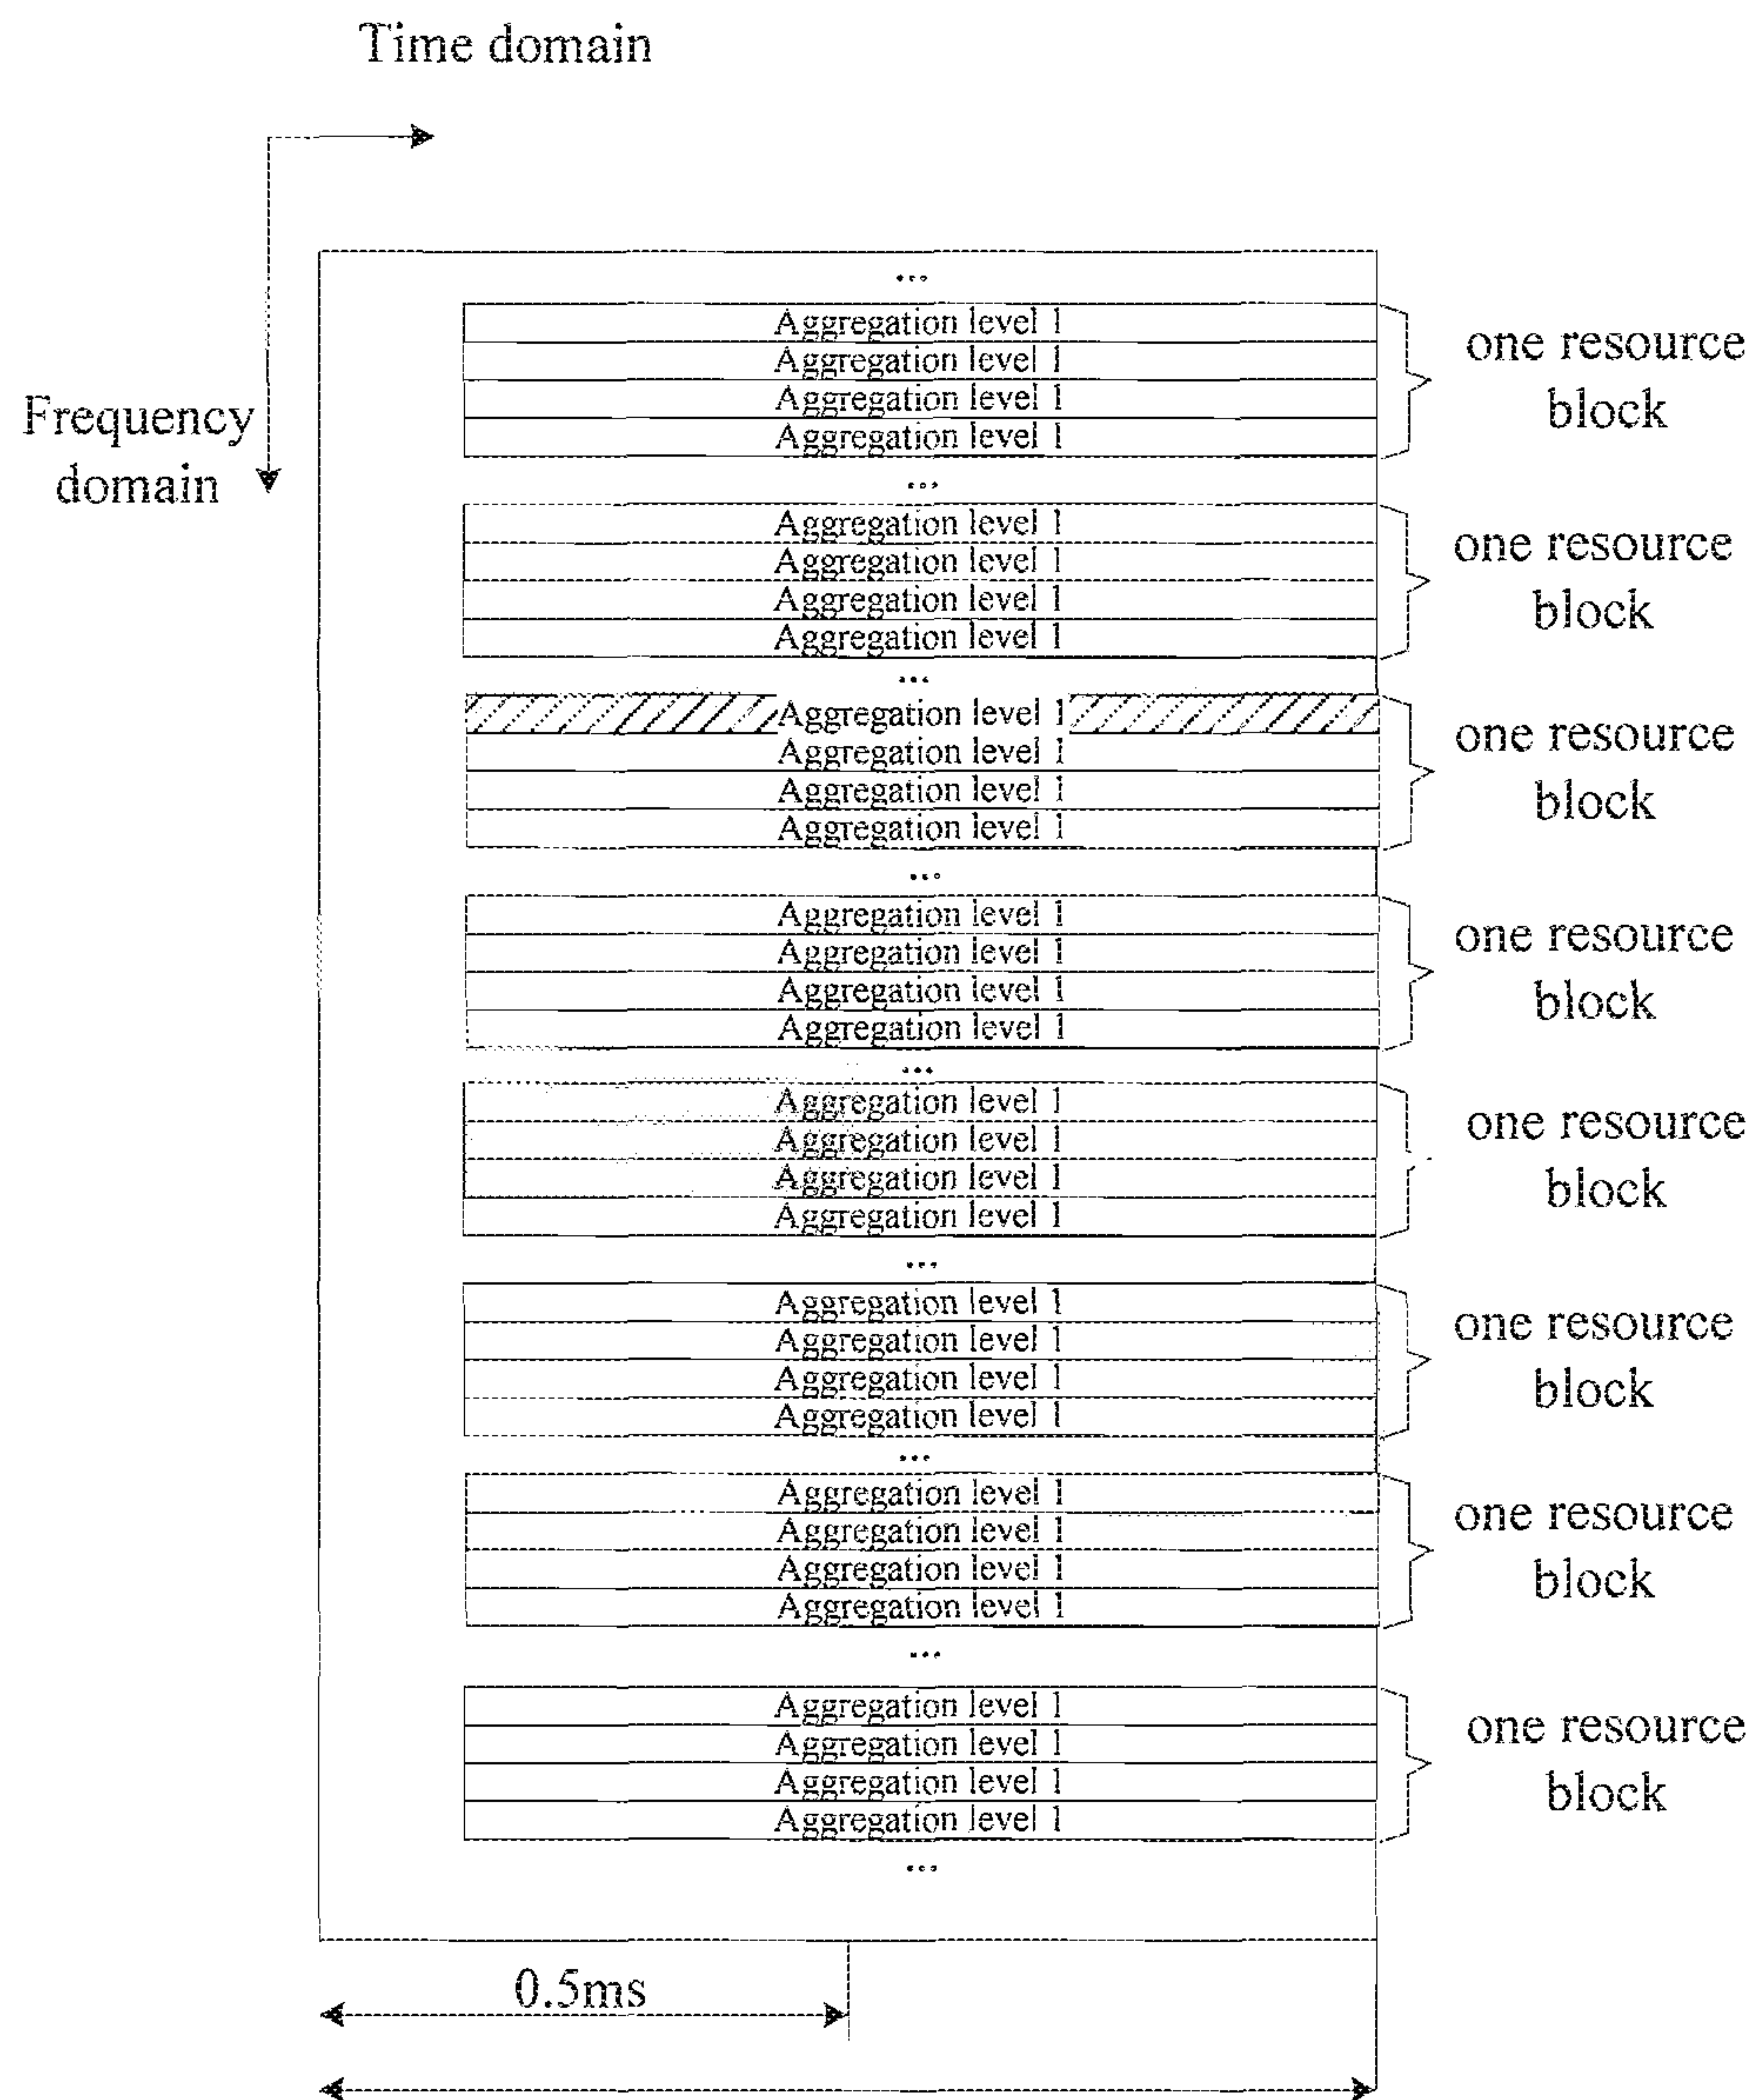 Time domain
Frequency
domain
...
Aggregation level 1
Aggregation level 1
Aggregation level 1
Aggregation level 1
one resource
block
...
Aggregation level 1
Aggregation level 1
Aggregation level 1
Aggregation level 1
one resource
block
...
Aggregation level 1
Aggregation level 1
Aggregation level 1
Aggregation level 1
one resource
block
...
Aggregation level 1
Aggregation level 1
Aggregation level 1
Aggregation level 1
one resource
block
...
Aggregation level 1
Aggregation level 1
Aggregation level 1
Aggregation level 1
one resource
block
...
Aggregation level 1
Aggregation level 1
Aggregation level 1
Aggregation level 1
one resource
block
...
Aggregation level 1
Aggregation level 1
Aggregation level 1
Aggregation level 1
one resource
block
...
Aggregation level 1
Aggregation level 1
Aggregation level 1
Aggregation level 1
one resource
block
...
0.5ms